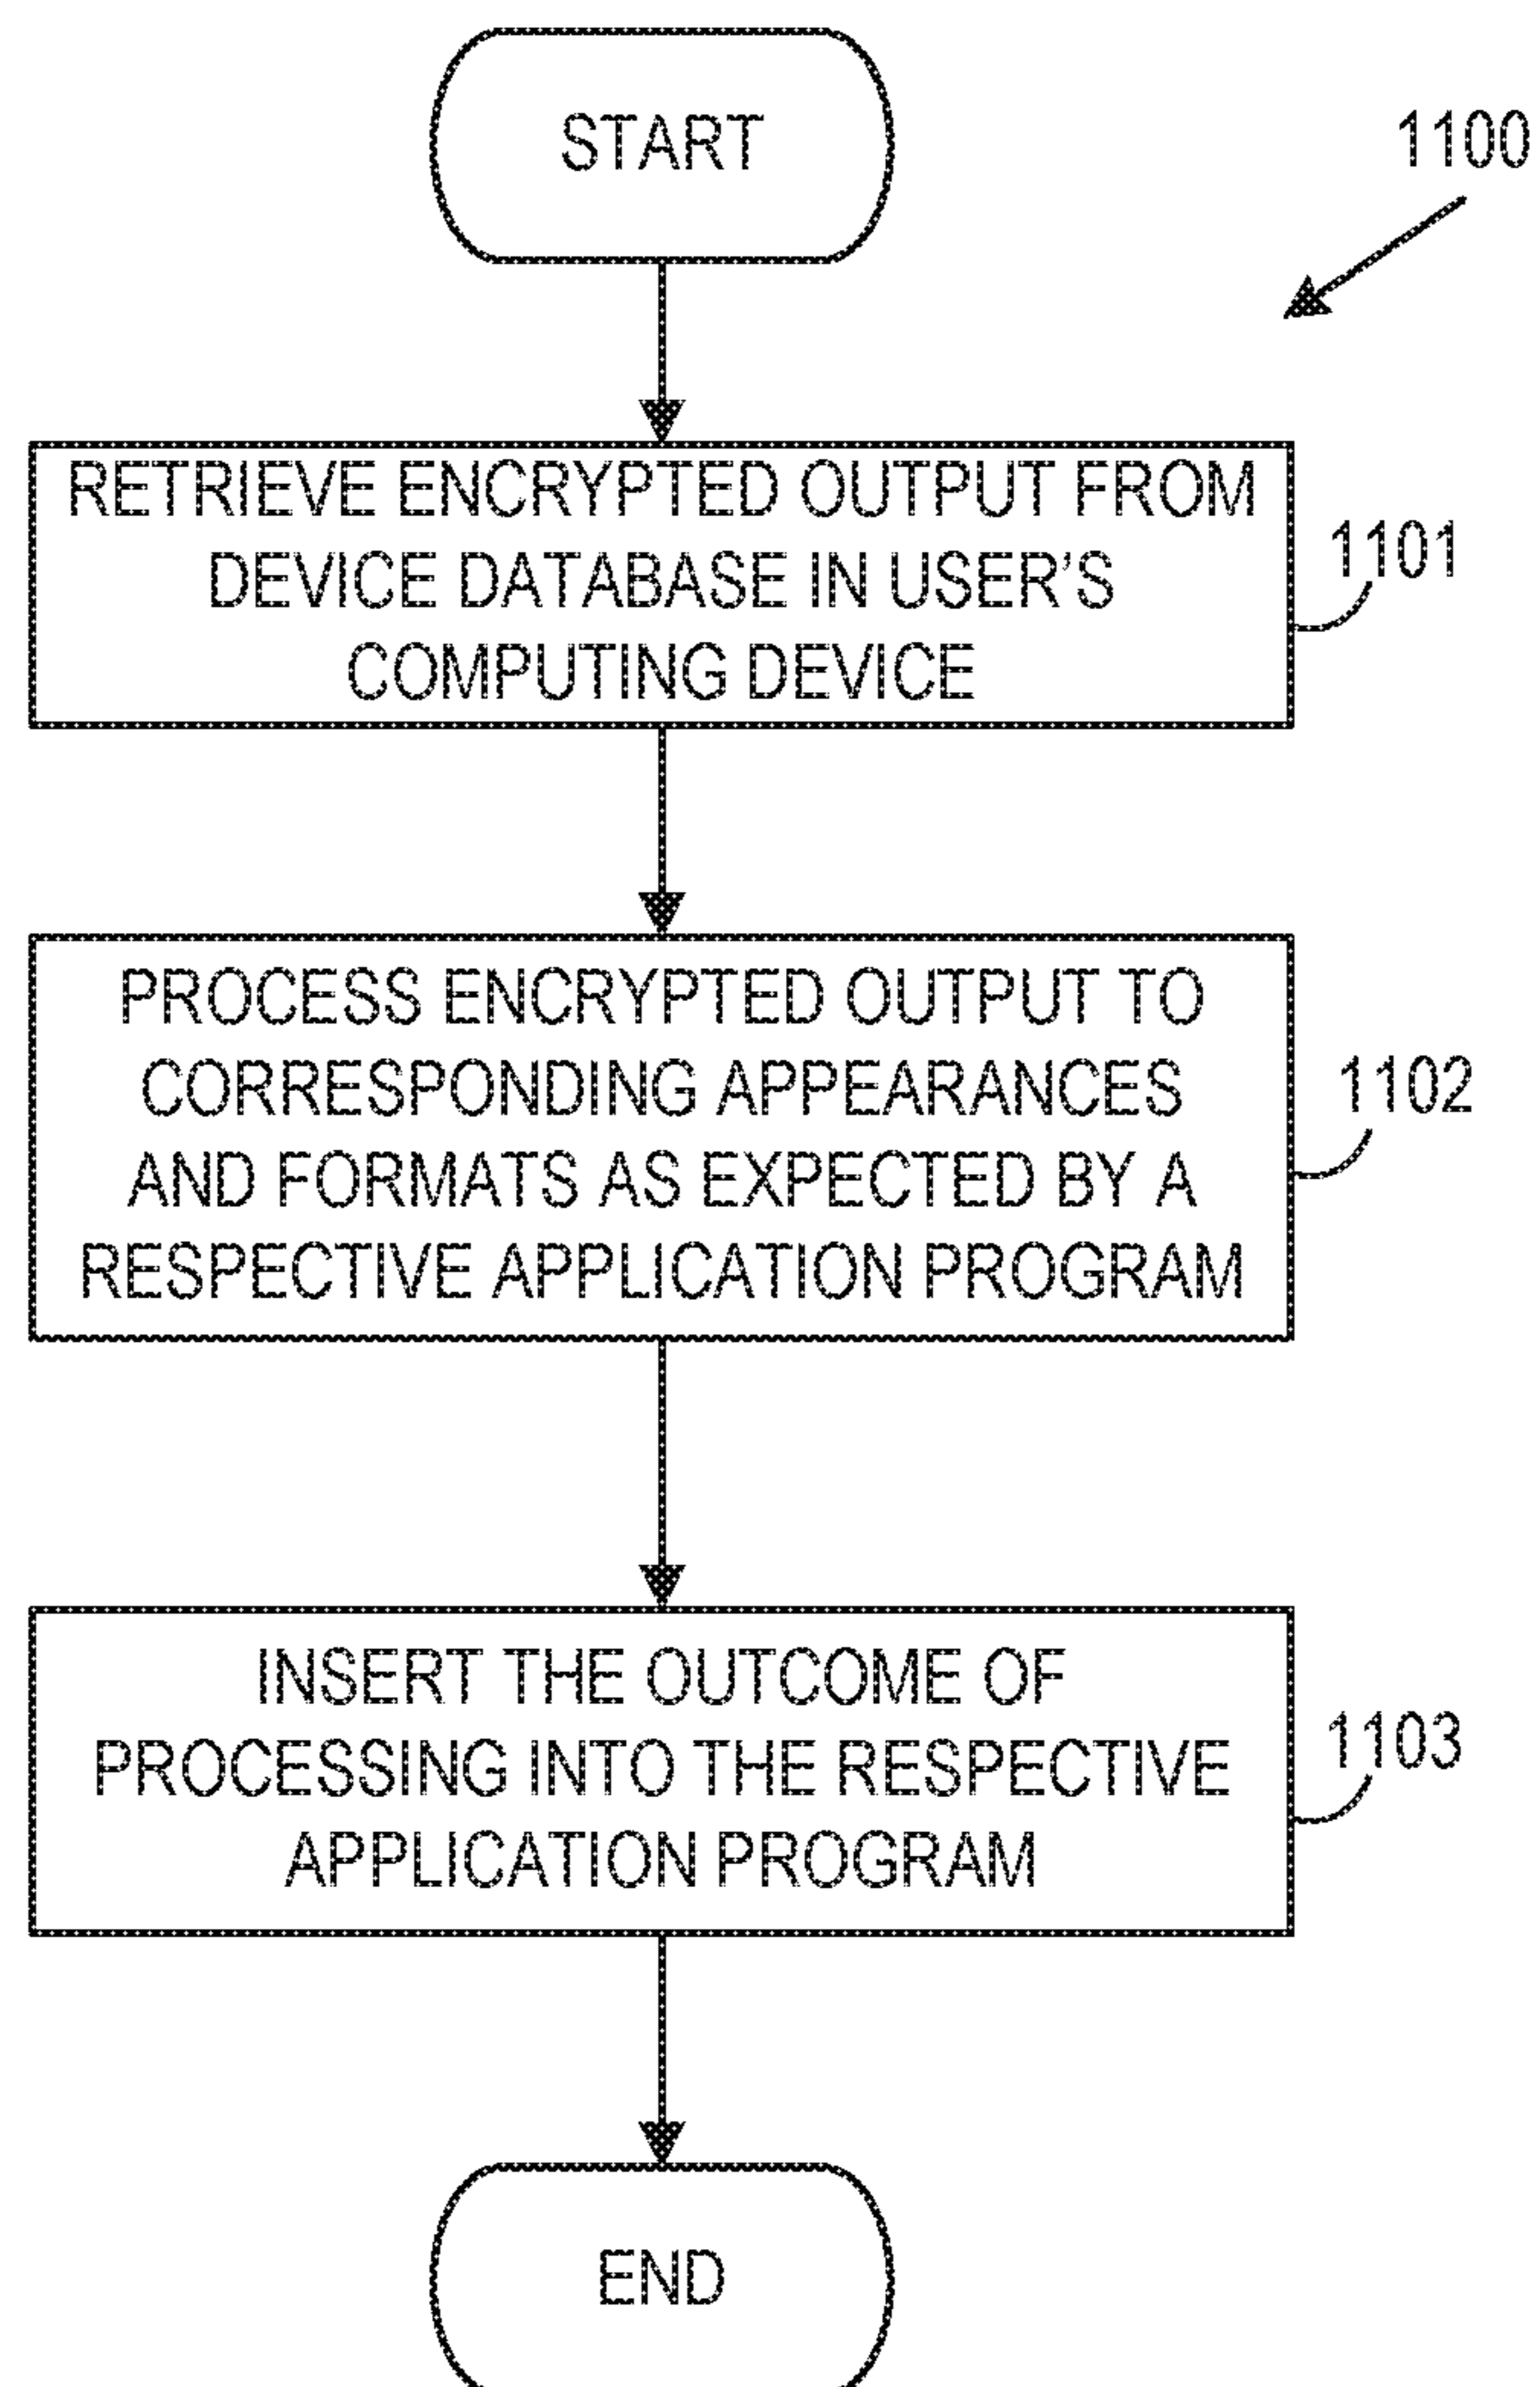 START
1100
RETRIEVE ENCRYPTED OUTPUT FROM
DEVICE DATABASE IN USER'S
COMPUTING DEVICE
1101
PROCESS ENCRYPTED OUTPUT TO
CORRESPONDING APPEARANCES
AND FORMATS AS EXPECTED BY A
RESPECTIVE APPLICATION PROGRAM
1102
INSERT THE OUTCOME OF
PROCESSING INTO THE RESPECTIVE
APPLICATION PROGRAM
1103
END